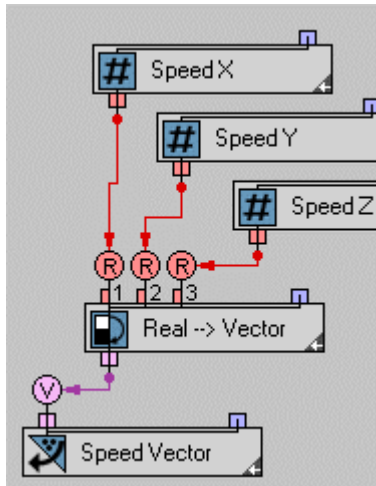 # Speed X
# Speed Y
# Speed Z
R R R
1 2 3
Real --> Vector
V
Speed Vector